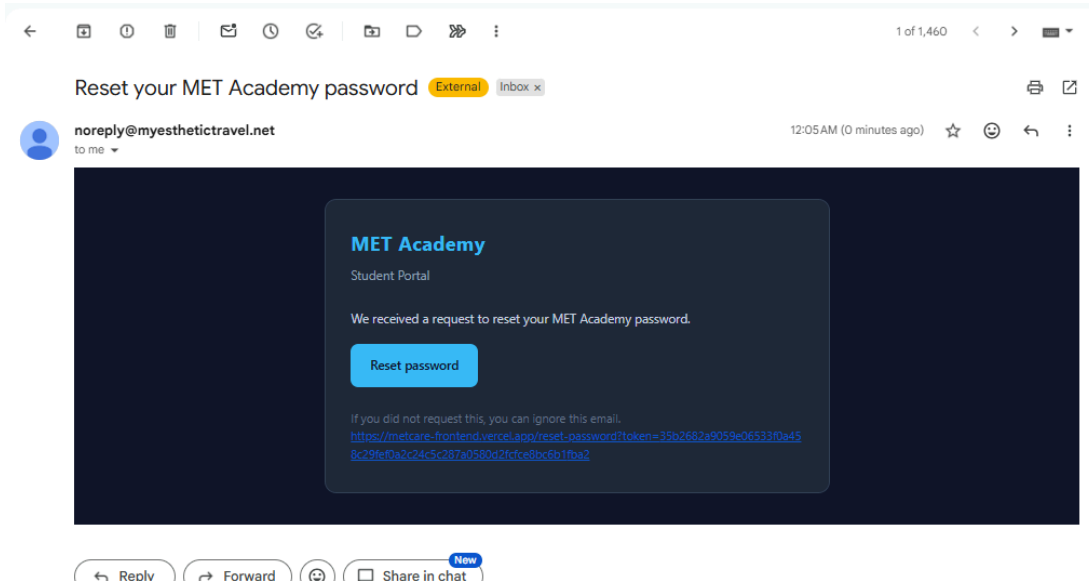 1 of 1,460
Reset your MET Academy password External Inbox ×
noreply@myesthetictravel.net 12:05 AM (0 minutes ago)
to me
MET Academy
Student Portal
We received a request to reset your MET Academy password.
Reset password
If you did not request this, you can ignore this email.
https://metcare-frontend.vercel.app/reset-password?token=35b2682a9059e06533f0a45
8c29fef0a2c24c5c287a0580d2fcfce8bc6b1fba2
New
Reply Forward Share in chat